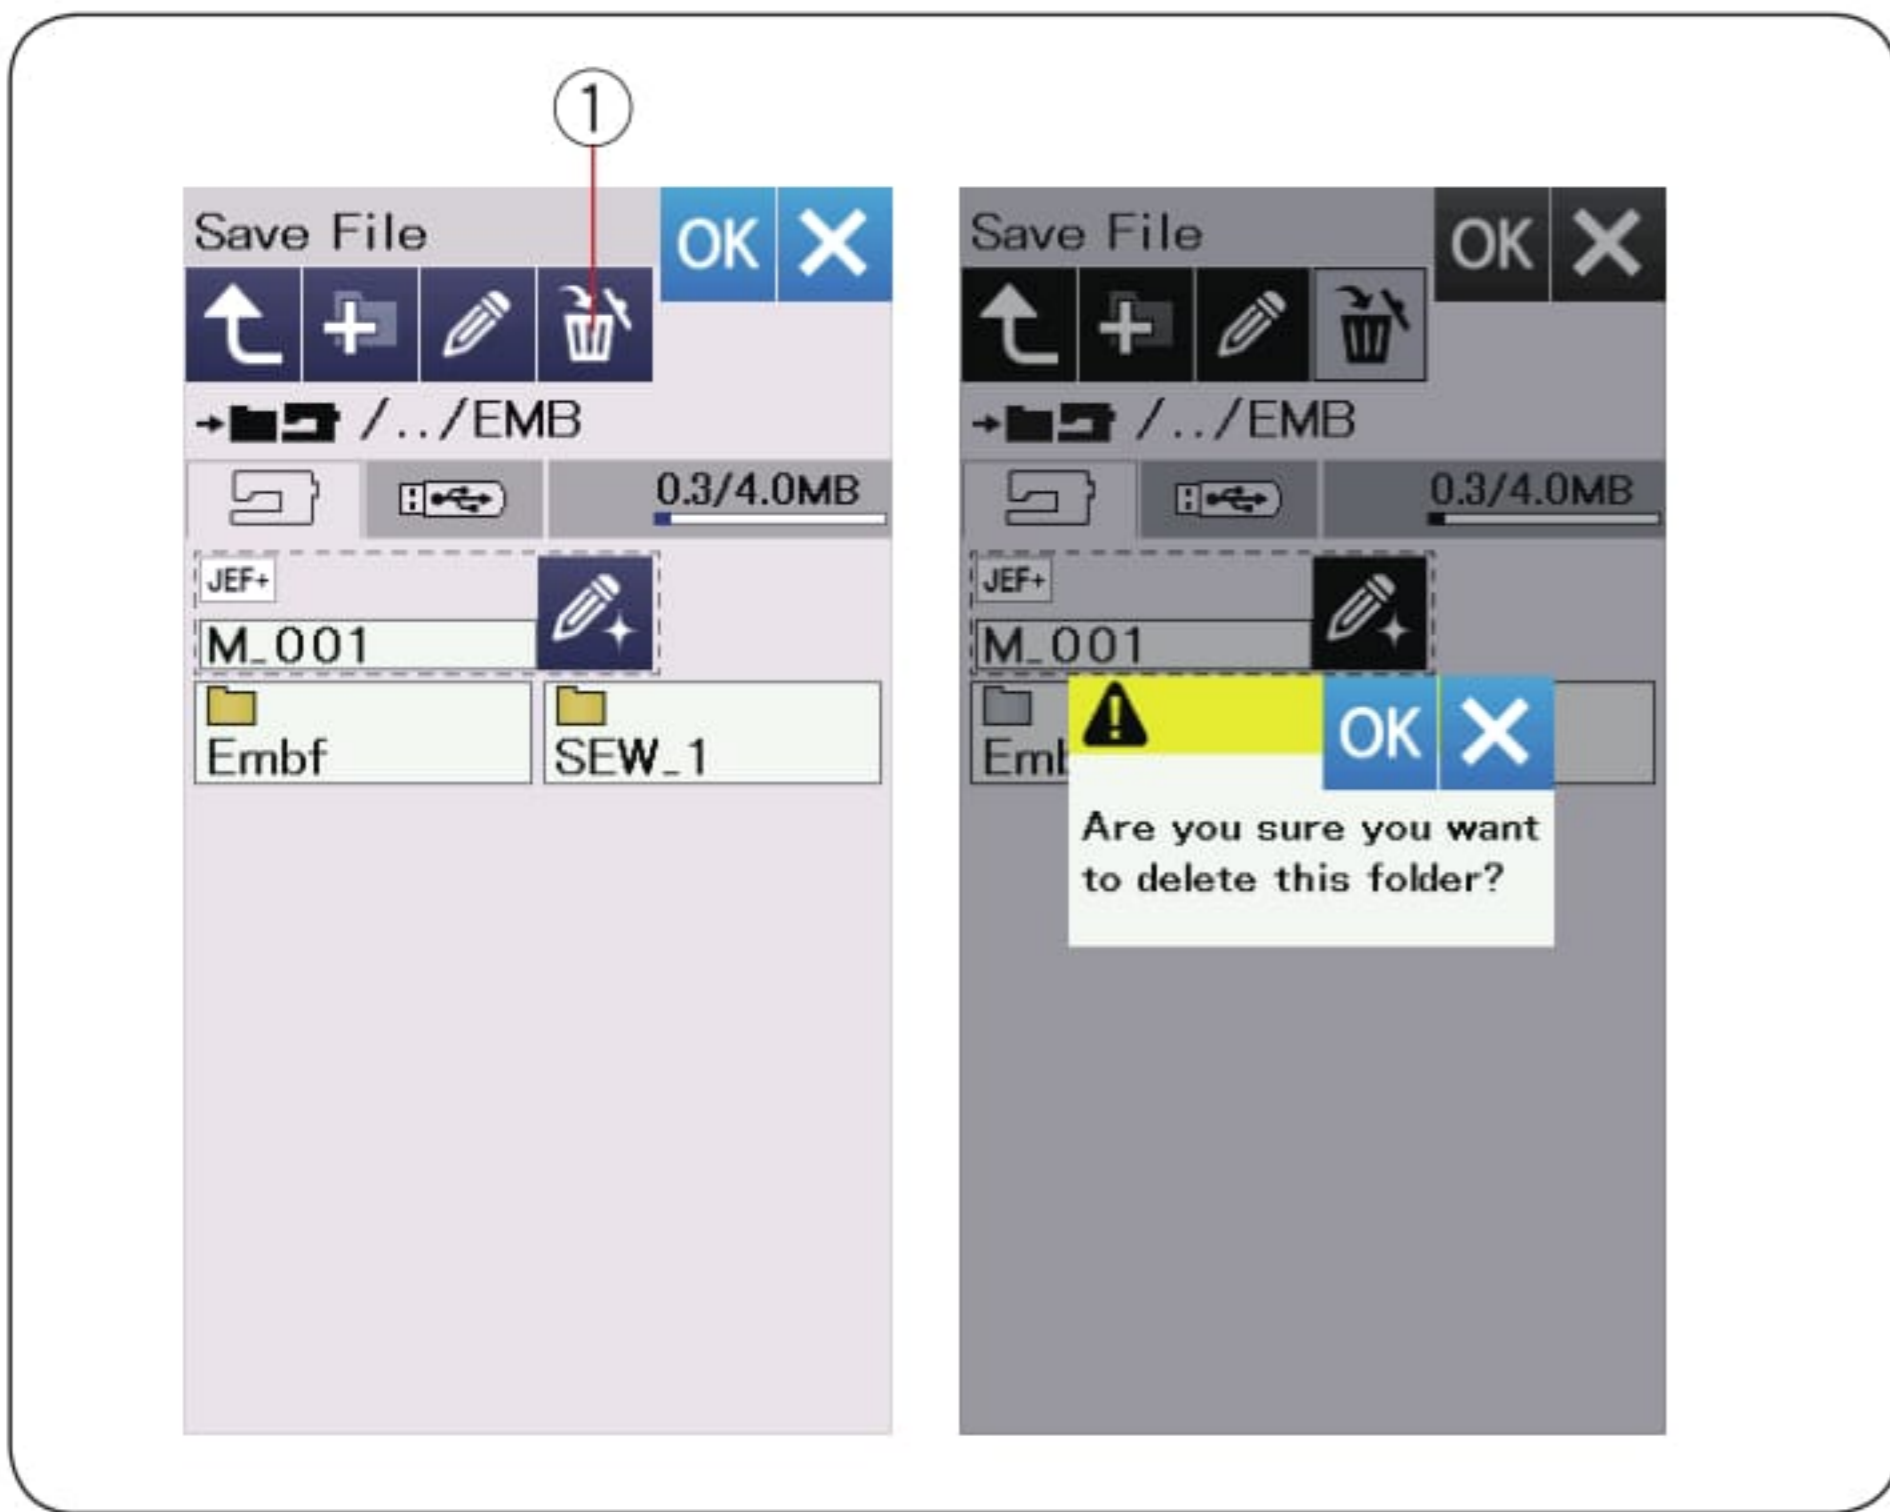 1
Save File
OK
/../EMB
0.3/4.0MB
JEF+
M_001
Embf
SEW_1
Save File
OK
/../EMB
0.3/4.0MB
JEF+
M_001
OK
Are you sure you want
to delete this folder?